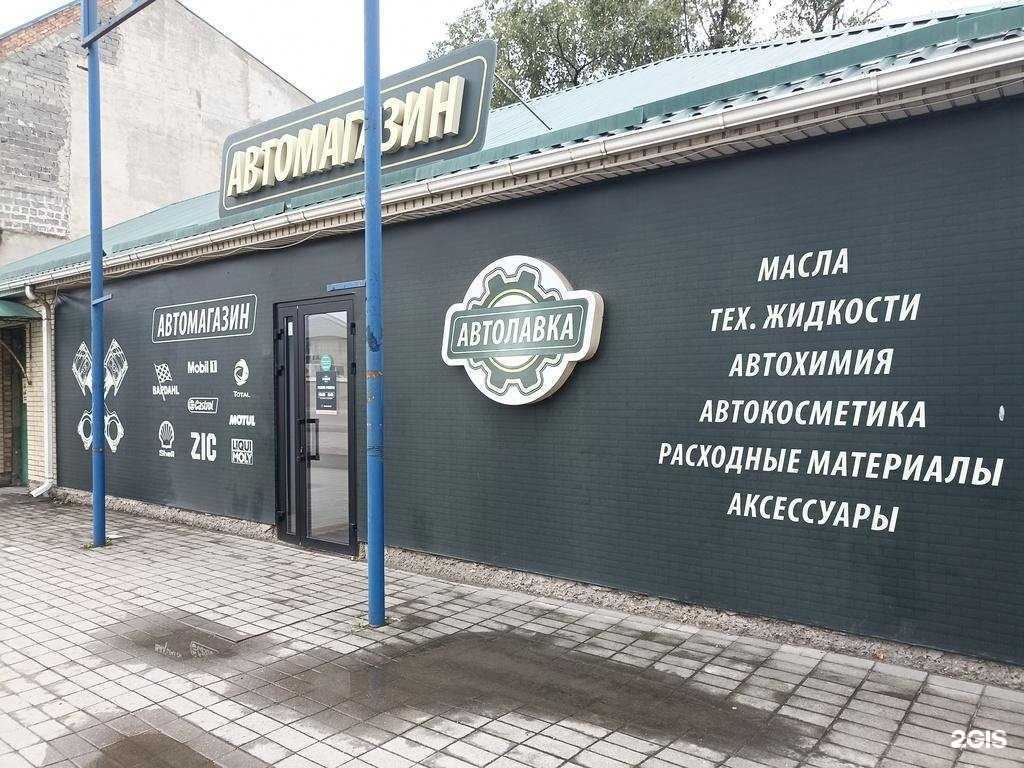 АВТОМАГАЗИН
АВТОМАГАЗИН
BARDAHL
Mobil 1
TOTAL
Castrol
Shell
ZIC
MOTUL
LIQUI
MOLY
АВТОЛАВКА
МАСЛА
ТЕХ. ЖИДКОСТИ
АВТОХИМИЯ
АВТОКОСМЕТИКА
РАСХОДНЫЕ МАТЕРИАЛЫ
АКСЕССУАРЫ
2GIS